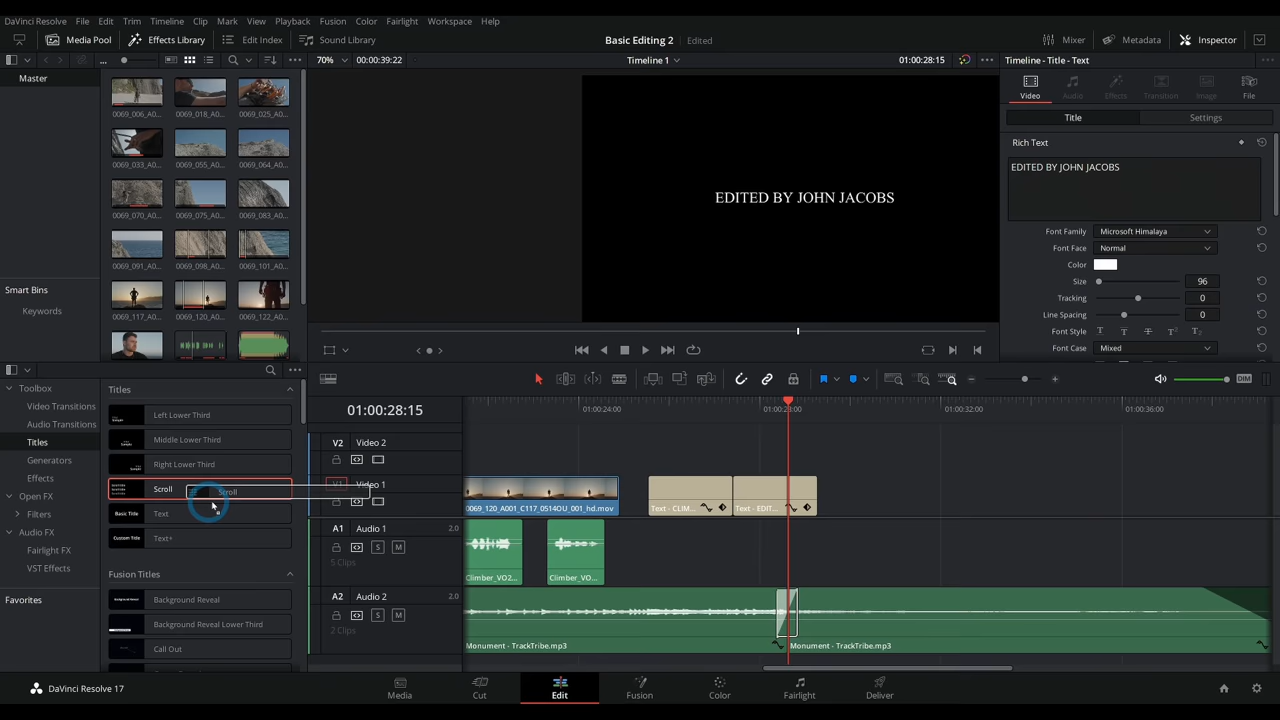 DaVinci Resolve File Edit Trim Timeline Clip Mark View Playback Fusion Color Fairlight Workspace Help
Media Pool Effects Library Edit Index Sound Library Basic Editing 2 Edited Mixer Metadata Inspector
... 70% 00:00:39:22 Timeline 1 01:00:28:15 Timeline - Title - Text
Master
0069_006_A0... 0069_018_A0... 0069_025_A0...
0069_033_A0... 0069_055_A0... 0069_064_A0...
0069_070_A0... 0069_075_A0... 0069_083_A0...
0069_091_A0... 0069_098_A0... 0069_101_A0...
0069_117_A0... 0069_120_A0... 0069_122_A0...
Smart Bins
Keywords
EDITED BY JOHN JACOBS
Video Audio Effects Transition Image File
Title Settings
Rich Text
EDITED BY JOHN JACOBS
Font Family Microsoft Himalaya
Font Face Normal
Color
Size 96
Tracking 0
Line Spacing 0
Font Style T T T T² T₂
Font Case Mixed
Toolbox
Video Transitions
Audio Transitions
Titles
Generators
Effects
Open FX
Filters
Audio FX
Fairlight FX
VST Effects
Favorites
Titles
Left Lower Third
Middle Lower Third
Right Lower Third
Scroll Scroll
Basic Title Text
Custom Title Text+
Fusion Titles
Background Reveal
Background Reveal Lower Third
Call Out
DIM
01:00:28:15 01:00:24:00 01:00:28:00 01:00:32:00 01:00:36:00
V2 Video 2
V1 Video 1
0069_120_A001_C117_0514OU_001_hd.mov Text - CLIM... Text - EDIT...
A1 Audio 1 2.0
S M
5 Clips
Climber_VO2... Climber_VO...
A2 Audio 2 2.0
S M
2 Clips
Monument - TrackTribe.mp3 Monument - TrackTribe.mp3
DaVinci Resolve 17 Media Cut Edit Fusion Color Fairlight Deliver